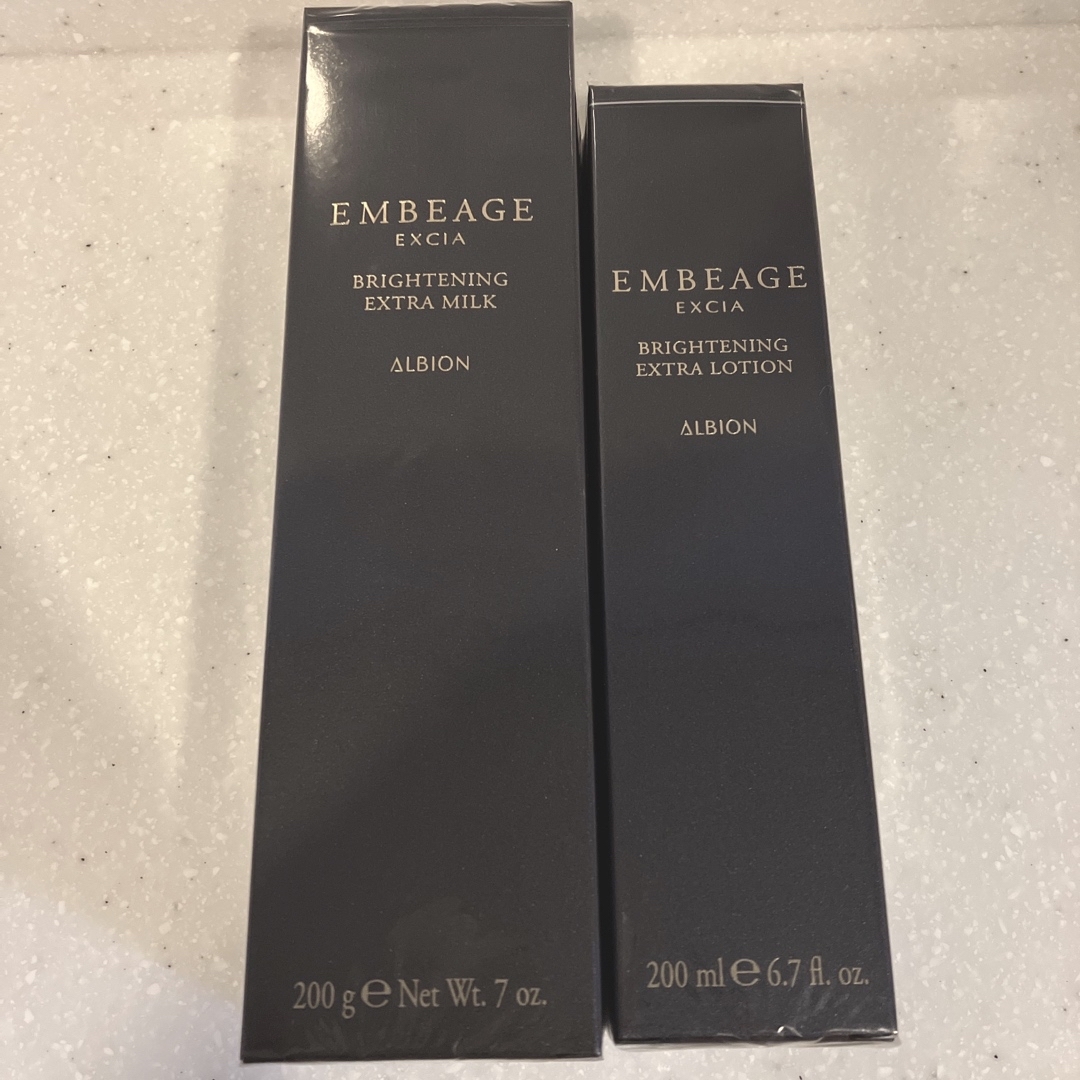 EMBEAGE
EXCIA
BRIGHTENING
EXTRA MILK
ALBION
200 g e Net Wt. 7 oz.
EMBEAGE
EXCIA
BRIGHTENING
EXTRA LOTION
ALBION
200 ml e 6.7 fl. oz.